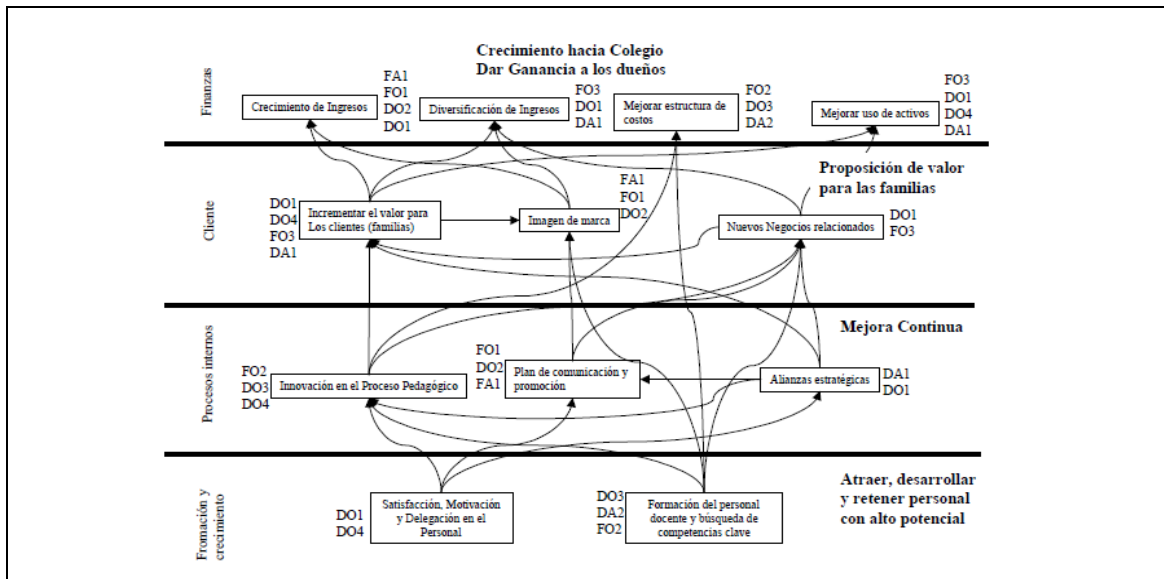 Crecimiento hacia Colegio
Dar Ganancia a los dueños
Finanzas
Crecimiento de Ingresos
FA1
FO1
DO2
DO1
Diversificación de Ingresos
FO3
DO1
DA1
Mejorar estructura de
costos
FO2
DO3
DA2
Mejorar uso de activos
FO3
DO1
DO4
DA1
Proposición de valor
para las familias
Cliente
DO1
DO4
FO3
DA1
Incrementar el valor para
Los clientes (familias)
Imagen de marca
FA1
FO1
DO2
Nuevos Negocios relacionados
DO1
FO3
Mejora Continua
Procesos internos
FO2
DO3
DO4
Innovación en el Proceso Pedagógico
FO1
DO2
FA1
Plan de comunicación y
promoción
Alianzas estratégicas
DA1
DO1
Atraer, desarrollar
y retener personal
con alto potencial
Fromación y
crecimiento
DO1
DO4
Satisfacción, Motivación
y Delegación en el
Personal
DO3
DA2
FO2
Formación del personal
docente y búsqueda de
competencias clave